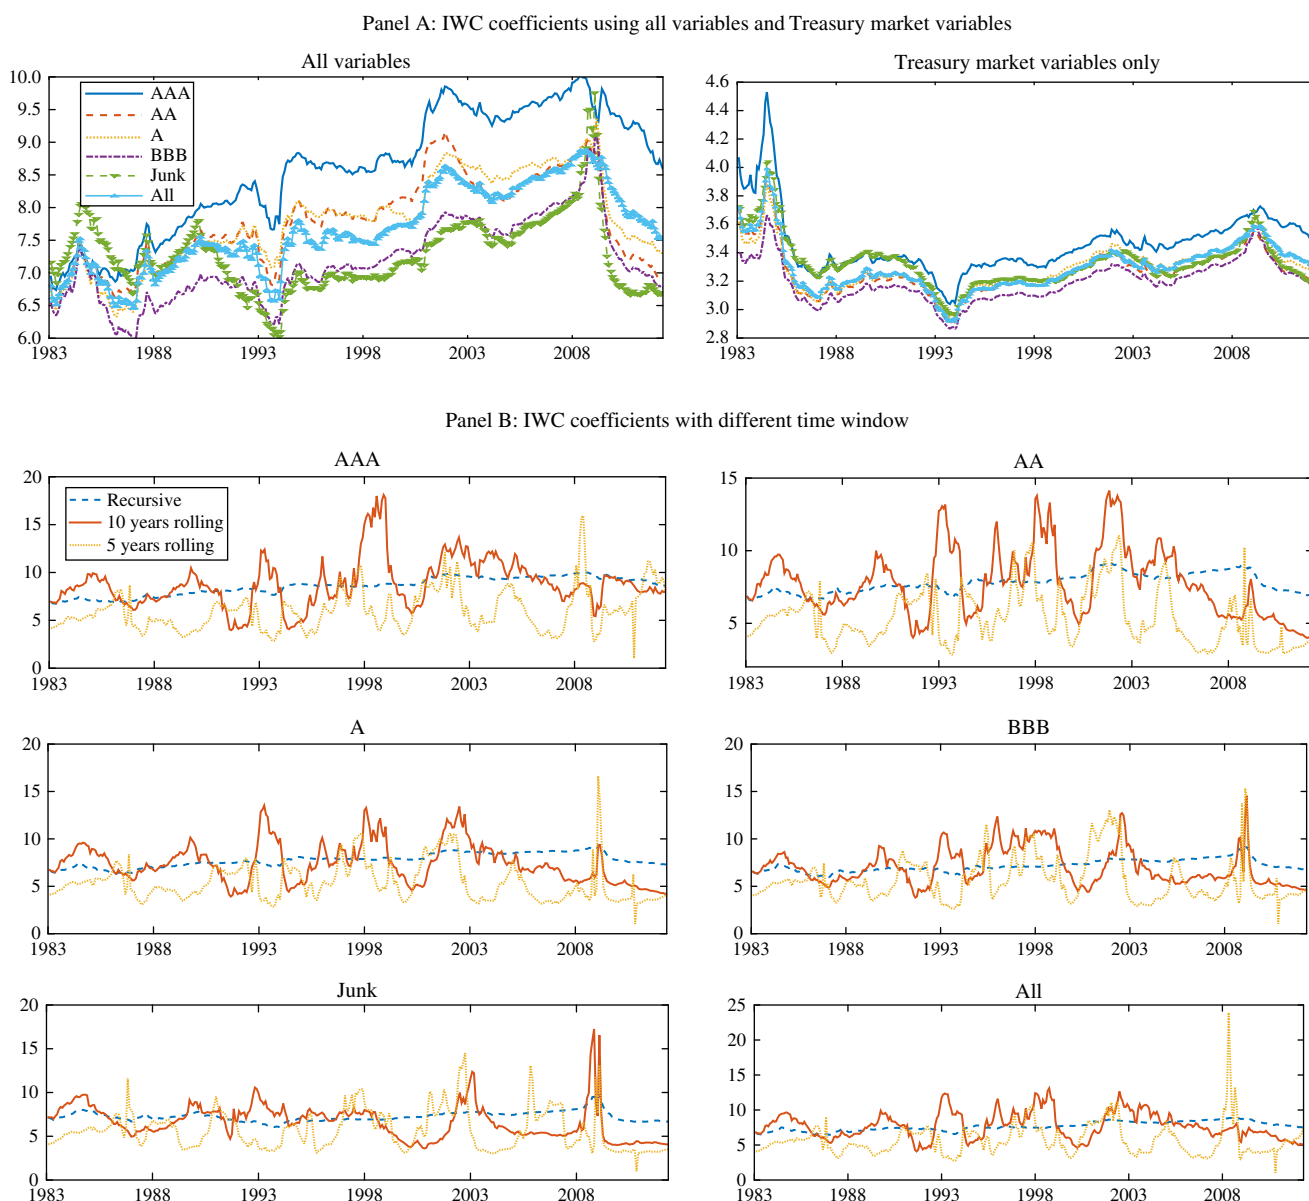 Panel A: IWC coefficients using all variables and Treasury market variables
All variables
10.0
9.5
9.0
8.5
8.0
7.5
7.0
6.5
6.0
AAA
AA
A
BBB
Junk
All
1983 1988 1993 1998 2003 2008
Treasury market variables only
4.6
4.4
4.2
4.0
3.8
3.6
3.4
3.2
3.0
2.8
1983 1988 1993 1998 2003 2008
Panel B: IWC coefficients with different time window
AAA
20
15
10
5
0
Recursive
10 years rolling
5 years rolling
1983 1988 1993 1998 2003 2008
AA
15
10
5
1983 1988 1993 1998 2003 2008
A
20
15
10
5
0
1983 1988 1993 1998 2003 2008
BBB
20
15
10
5
0
1983 1988 1993 1998 2003 2008
Junk
20
15
10
5
0
1983 1988 1993 1998 2003 2008
All
25
20
15
10
5
0
1983 1988 1993 1998 2003 2008